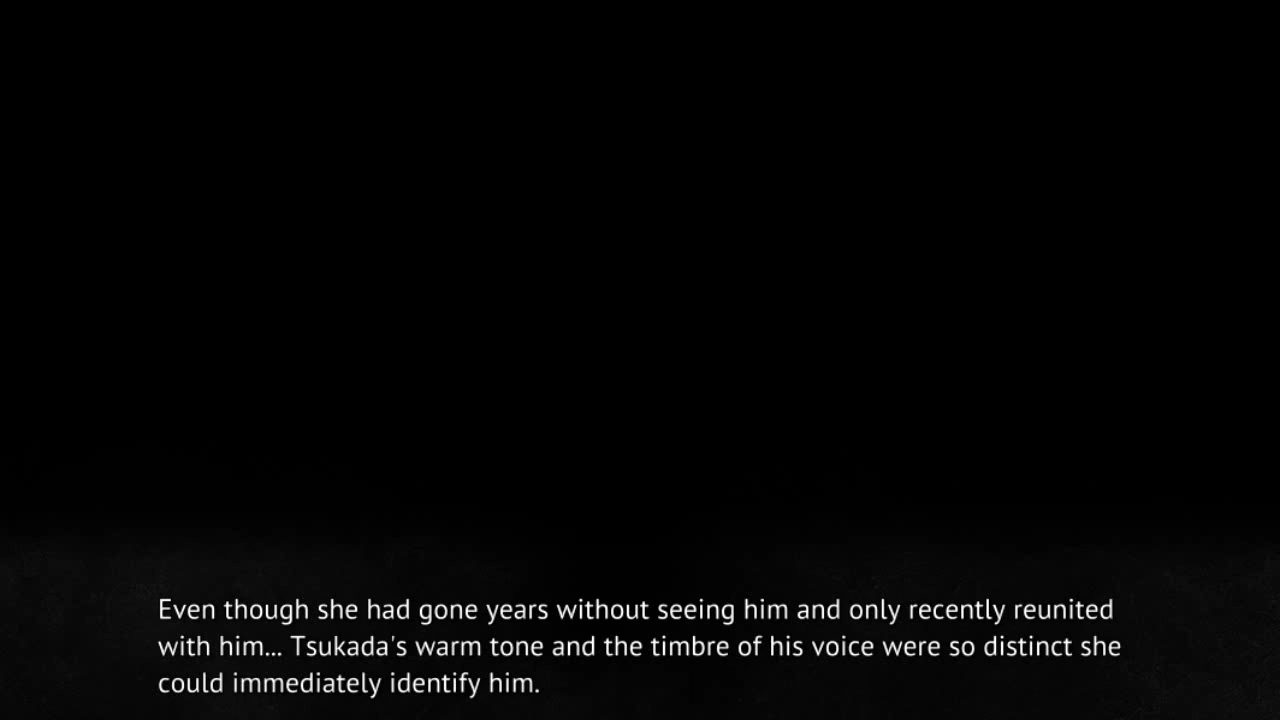 Even though she had gone years without seeing him and only recently reunited
with him... Tsukada's warm tone and the timbre of his voice were so distinct she
could immediately identify him.